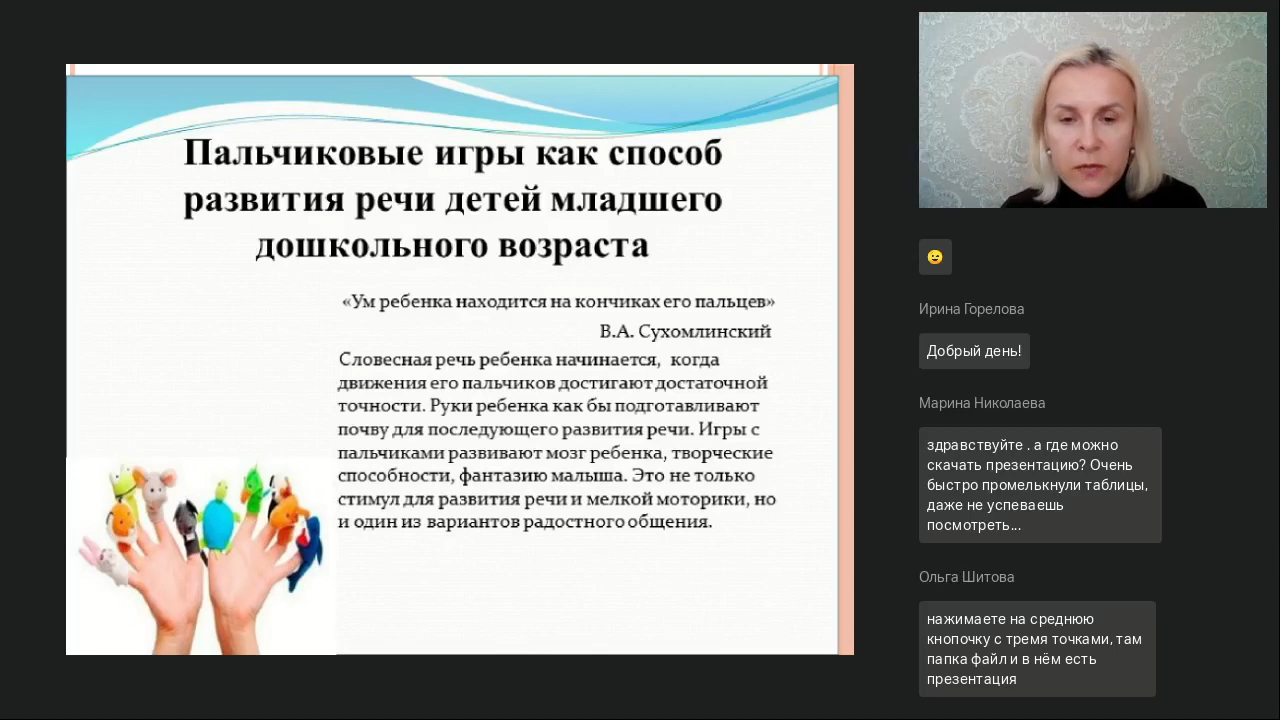 Пальчиковые игры как способ
развития речи детей младшего
дошкольного возраста
«Ум ребенка находится на кончиках его пальцев»
В.А. Сухомлинский
Словесная речь ребенка начинается, когда
движения его пальчиков достигают достаточной
точности. Руки ребенка как бы подготавливают
почву для последующего развития речи. Игры с
пальчиками развивают мозг ребенка, творческие
способности, фантазию малыша. Это не только
стимул для развития речи и мелкой моторики, но
и один из вариантов радостного общения.
😉
Ирина Горелова
Добрый день!
Марина Николаева
здравствуйте . а где можно
скачать презентацию? Очень
быстро промелькнули таблицы,
даже не успеваешь
посмотреть...
Ольга Шитова
нажимаете на среднюю
кнопочку с тремя точками, там
папка файл и в нём есть
презентация